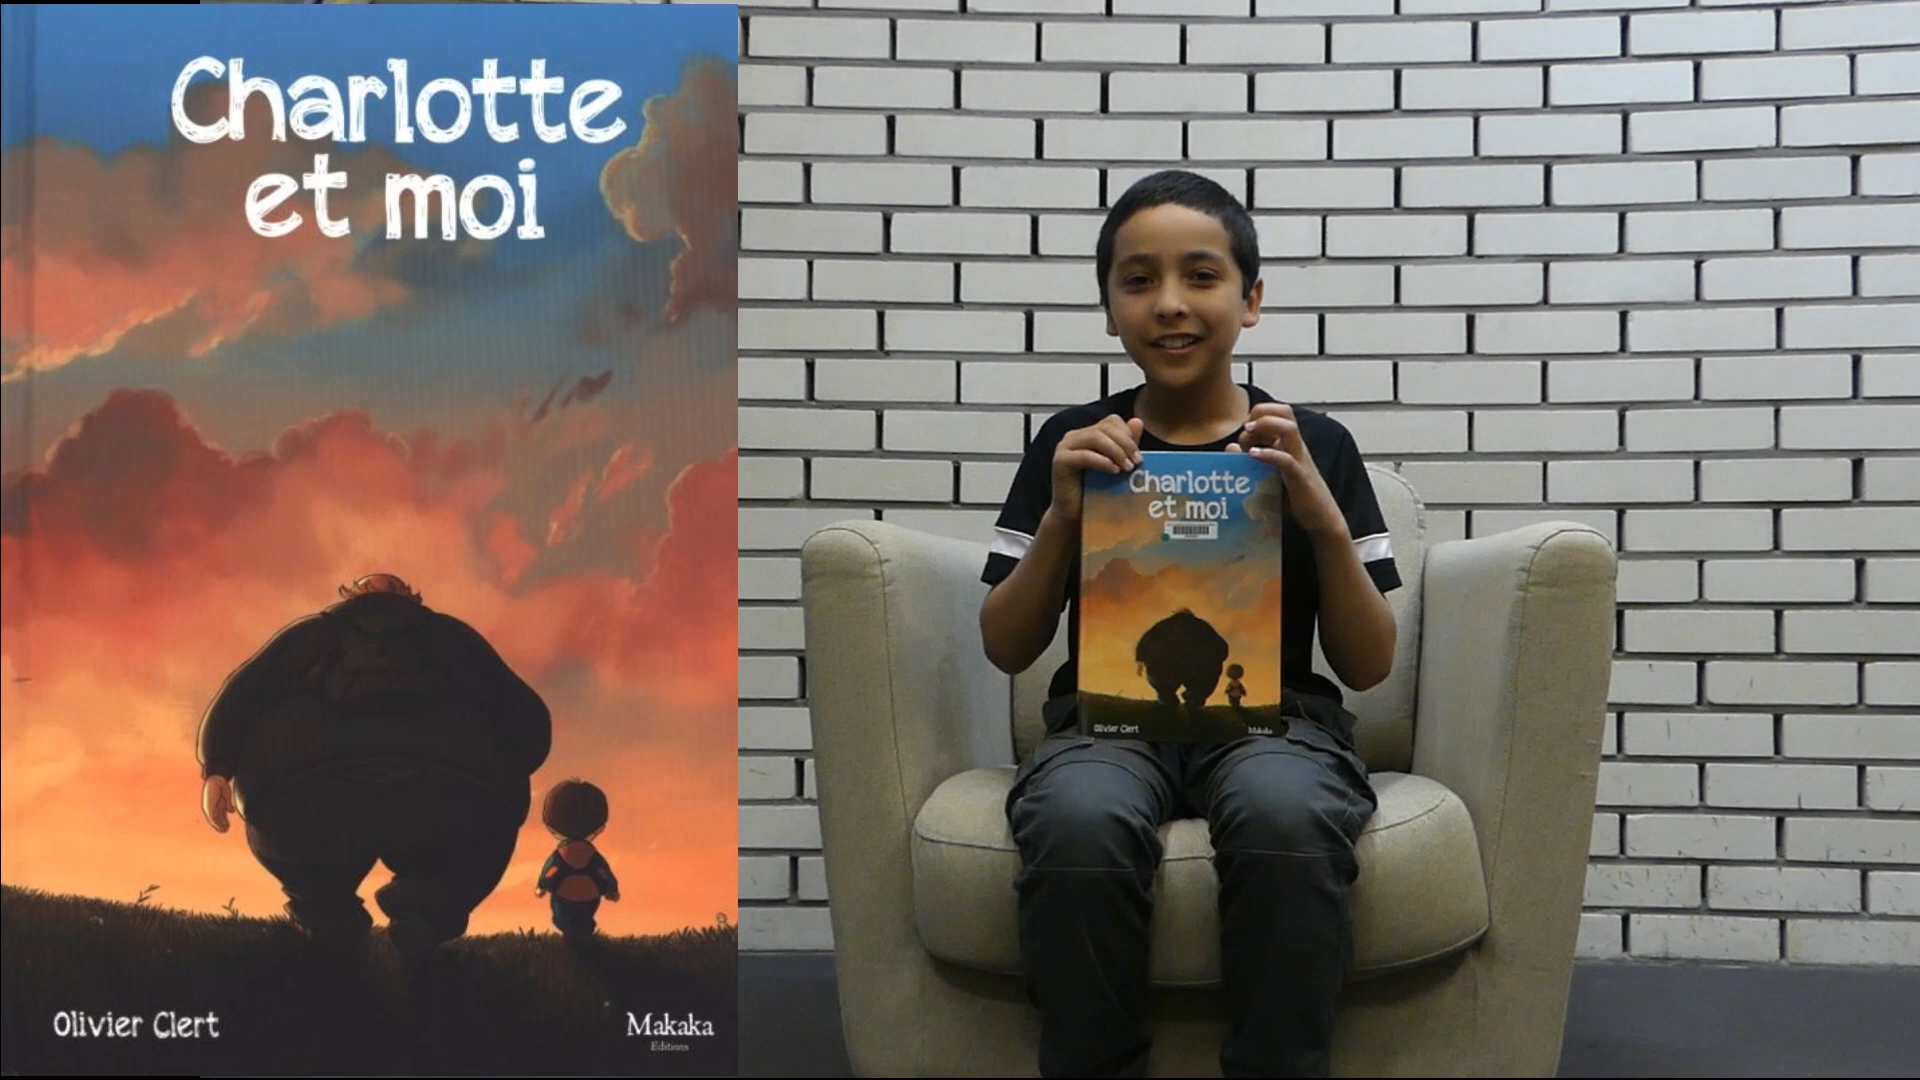 Charlotte
et moi
Olivier Clert
Makaka
Editions
Charlotte
et moi
Olivier Clert
Makaka